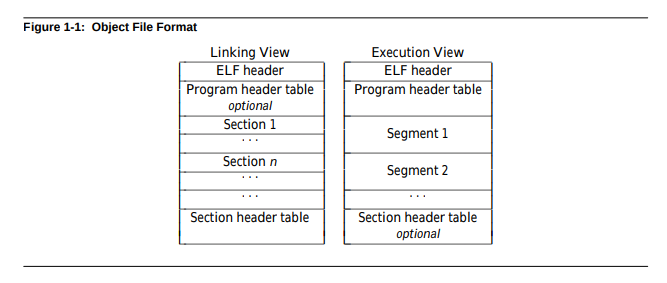 Figure 1-1: Object File Format
Linking View
ELF header
Program header table
optional
Section 1
. . .
Section n
. . .
. . .
Section header table
Execution View
ELF header
Program header table
Segment 1
Segment 2
. . .
Section header table
optional